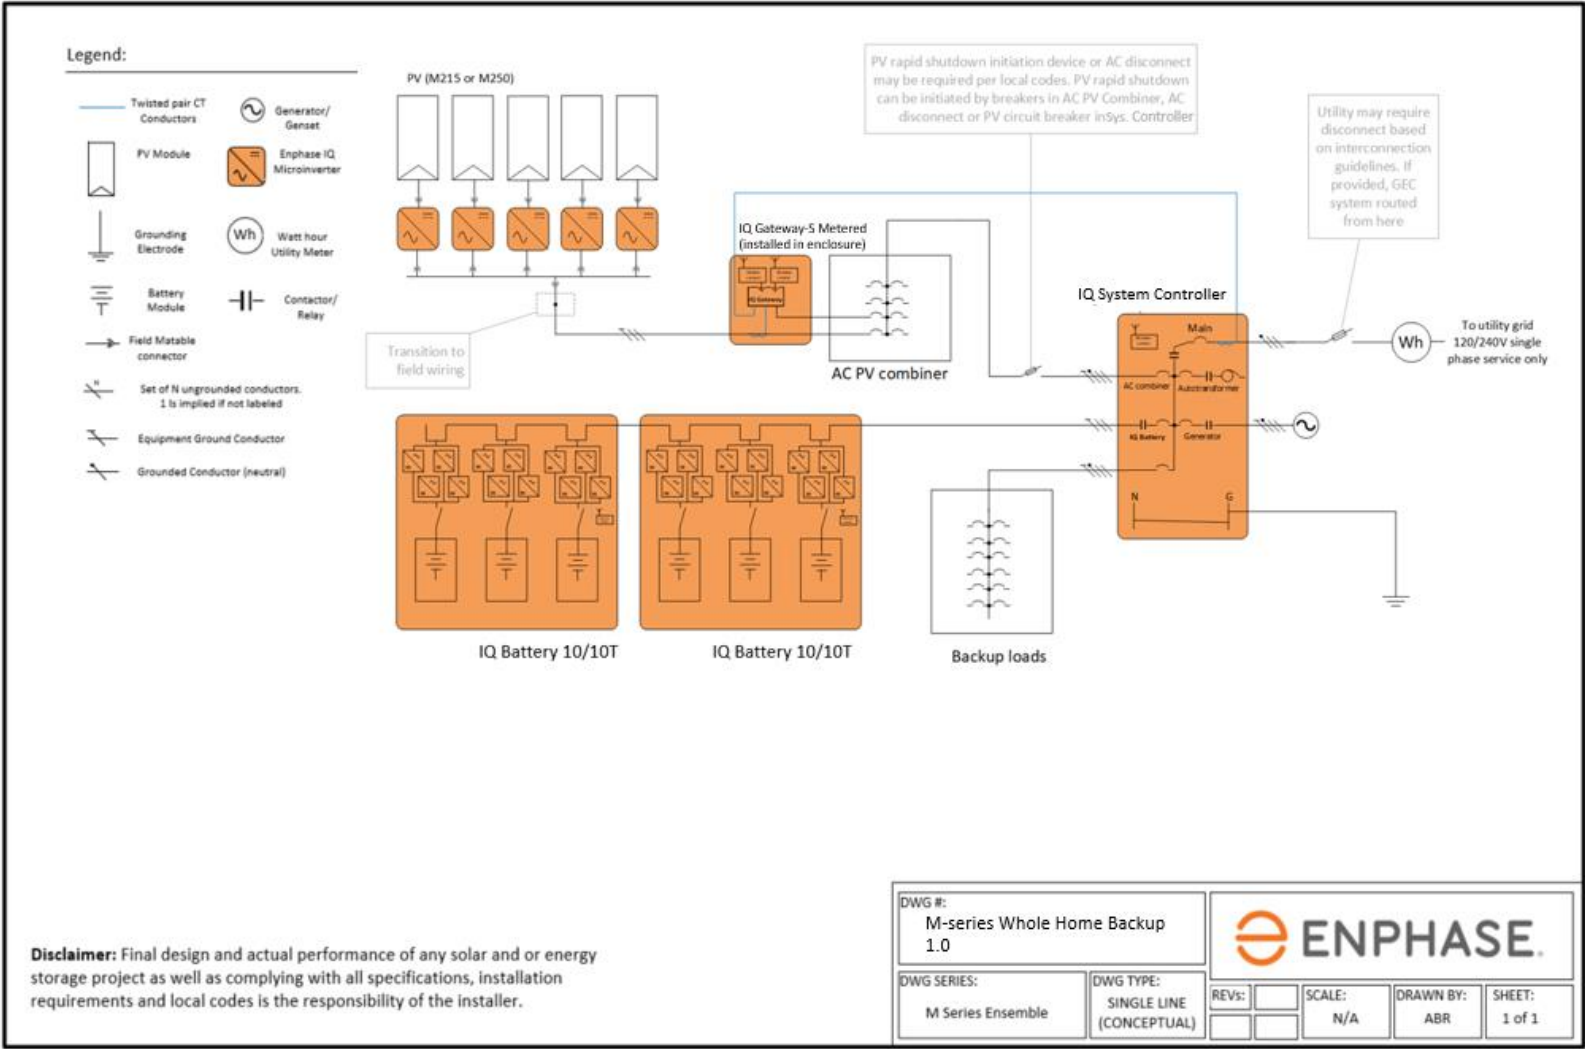 Legend:
Twisted pair CT
Conductors
Generator/
Genset
PV Module
Enphase IQ
Microinverter
Grounding
Electrode
Wh
Watt hour
Utility Meter
Battery
Module
Contactor/
Relay
Field Matable
connector
N
Set of N ungrounded conductors.
1 Is implied if not labeled
Equipment Ground Conductor
Grounded Conductor (neutral)
PV (M215 or M250)
Transition to
field wiring
IQ Gateway-S Metered
(installed in enclosure)
IQ Gateway
AC PV combiner
PV rapid shutdown initiation device or AC disconnect
may be required per local codes. PV rapid shutdown
can be initiated by breakers in AC PV Combiner, AC
disconnect or PV circuit breaker inSys. Controller
Utility may require
disconnect based
on interconnection
guidelines. If
provided, GEC
system routed
from here
IQ System Controller
Main
AC combiner
Autotransformer
IQ Battery
Generator
N
G
Wh
To utility grid
120/240V single
phase service only
IQ Battery 10/10T
IQ Battery 10/10T
Backup loads
Disclaimer: Final design and actual performance of any solar and or energy
storage project as well as complying with all specifications, installation
requirements and local codes is the responsibility of the installer.
DWG #:
M-series Whole Home Backup
1.0
DWG SERIES:
M Series Ensemble
DWG TYPE:
SINGLE LINE
(CONCEPTUAL)
ENPHASE.
REVs:
SCALE:
N/A
DRAWN BY:
ABR
SHEET:
1 of 1